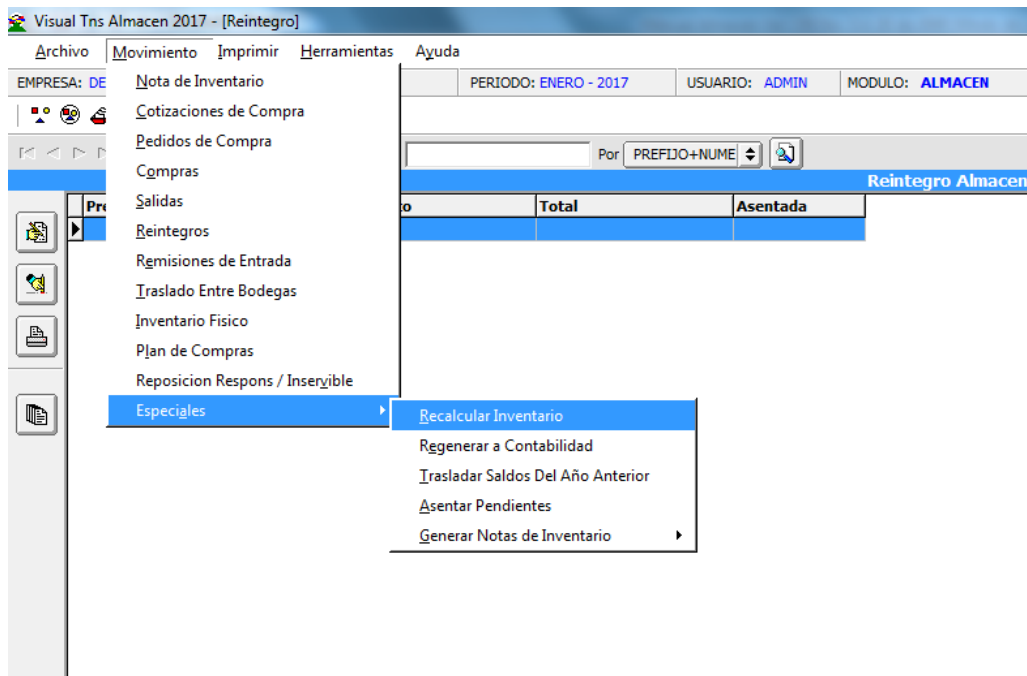 Visual Tns Almacen 2017 - [Reintegro]
Archivo Movimiento Imprimir Herramientas Ayuda
EMPRESA: DE PERIODO: ENERO - 2017 USUARIO: ADMIN MODULO: ALMACEN
Por PREFIJO+NUME
Reintegro Almacen
Pre to Total Asentada
Nota de Inventario
Cotizaciones de Compra
Pedidos de Compra
Compras
Salidas
Reintegros
Remisiones de Entrada
Traslado Entre Bodegas
Inventario Fisico
Plan de Compras
Reposicion Respons / Inservible
Especiales
Recalcular Inventario
Regenerar a Contabilidad
Trasladar Saldos Del Año Anterior
Asentar Pendientes
Generar Notas de Inventario